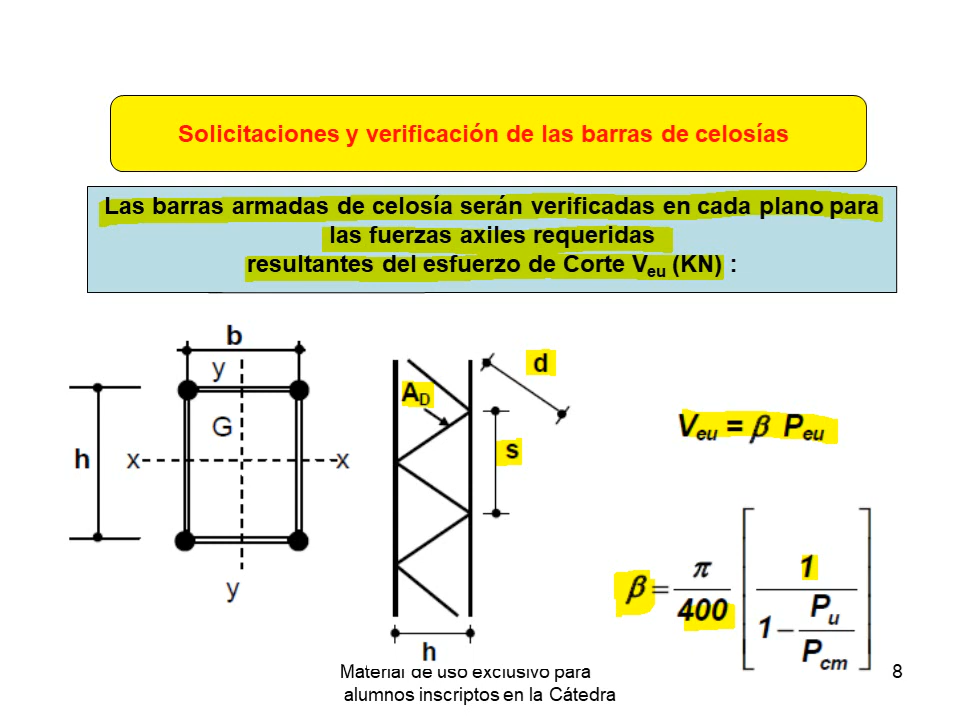 Solicitaciones y verificación de las barras de celosías
Las barras armadas de celosía serán verificadas en cada plano para
las fuerzas axiles requeridas
resultantes del esfuerzo de Corte Veu (KN) :
b
y
G
h
x
x
y
AD
d
s
h
Veu = β Peu
β = π/400 [ 1 / (1 − Pu/Pcm) ]
Material de uso exclusivo para
alumnos inscriptos en la Cátedra
8